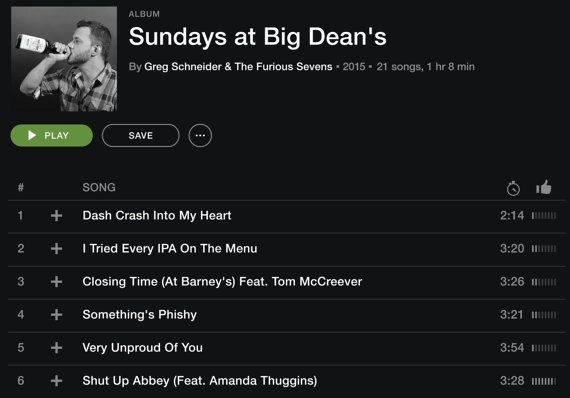 ALBUM
Sundays at Big Dean's
By Greg Schneider & The Furious Sevens • 2015 • 21 songs, 1 hr 8 min
PLAY SAVE
# SONG
1 Dash Crash Into My Heart 2:14
2 I Tried Every IPA On The Menu 3:20
3 Closing Time (At Barney's) Feat. Tom McCreever 3:26
4 Something's Phishy 3:21
5 Very Unproud Of You 3:54
6 Shut Up Abbey (Feat. Amanda Thuggins) 3:28